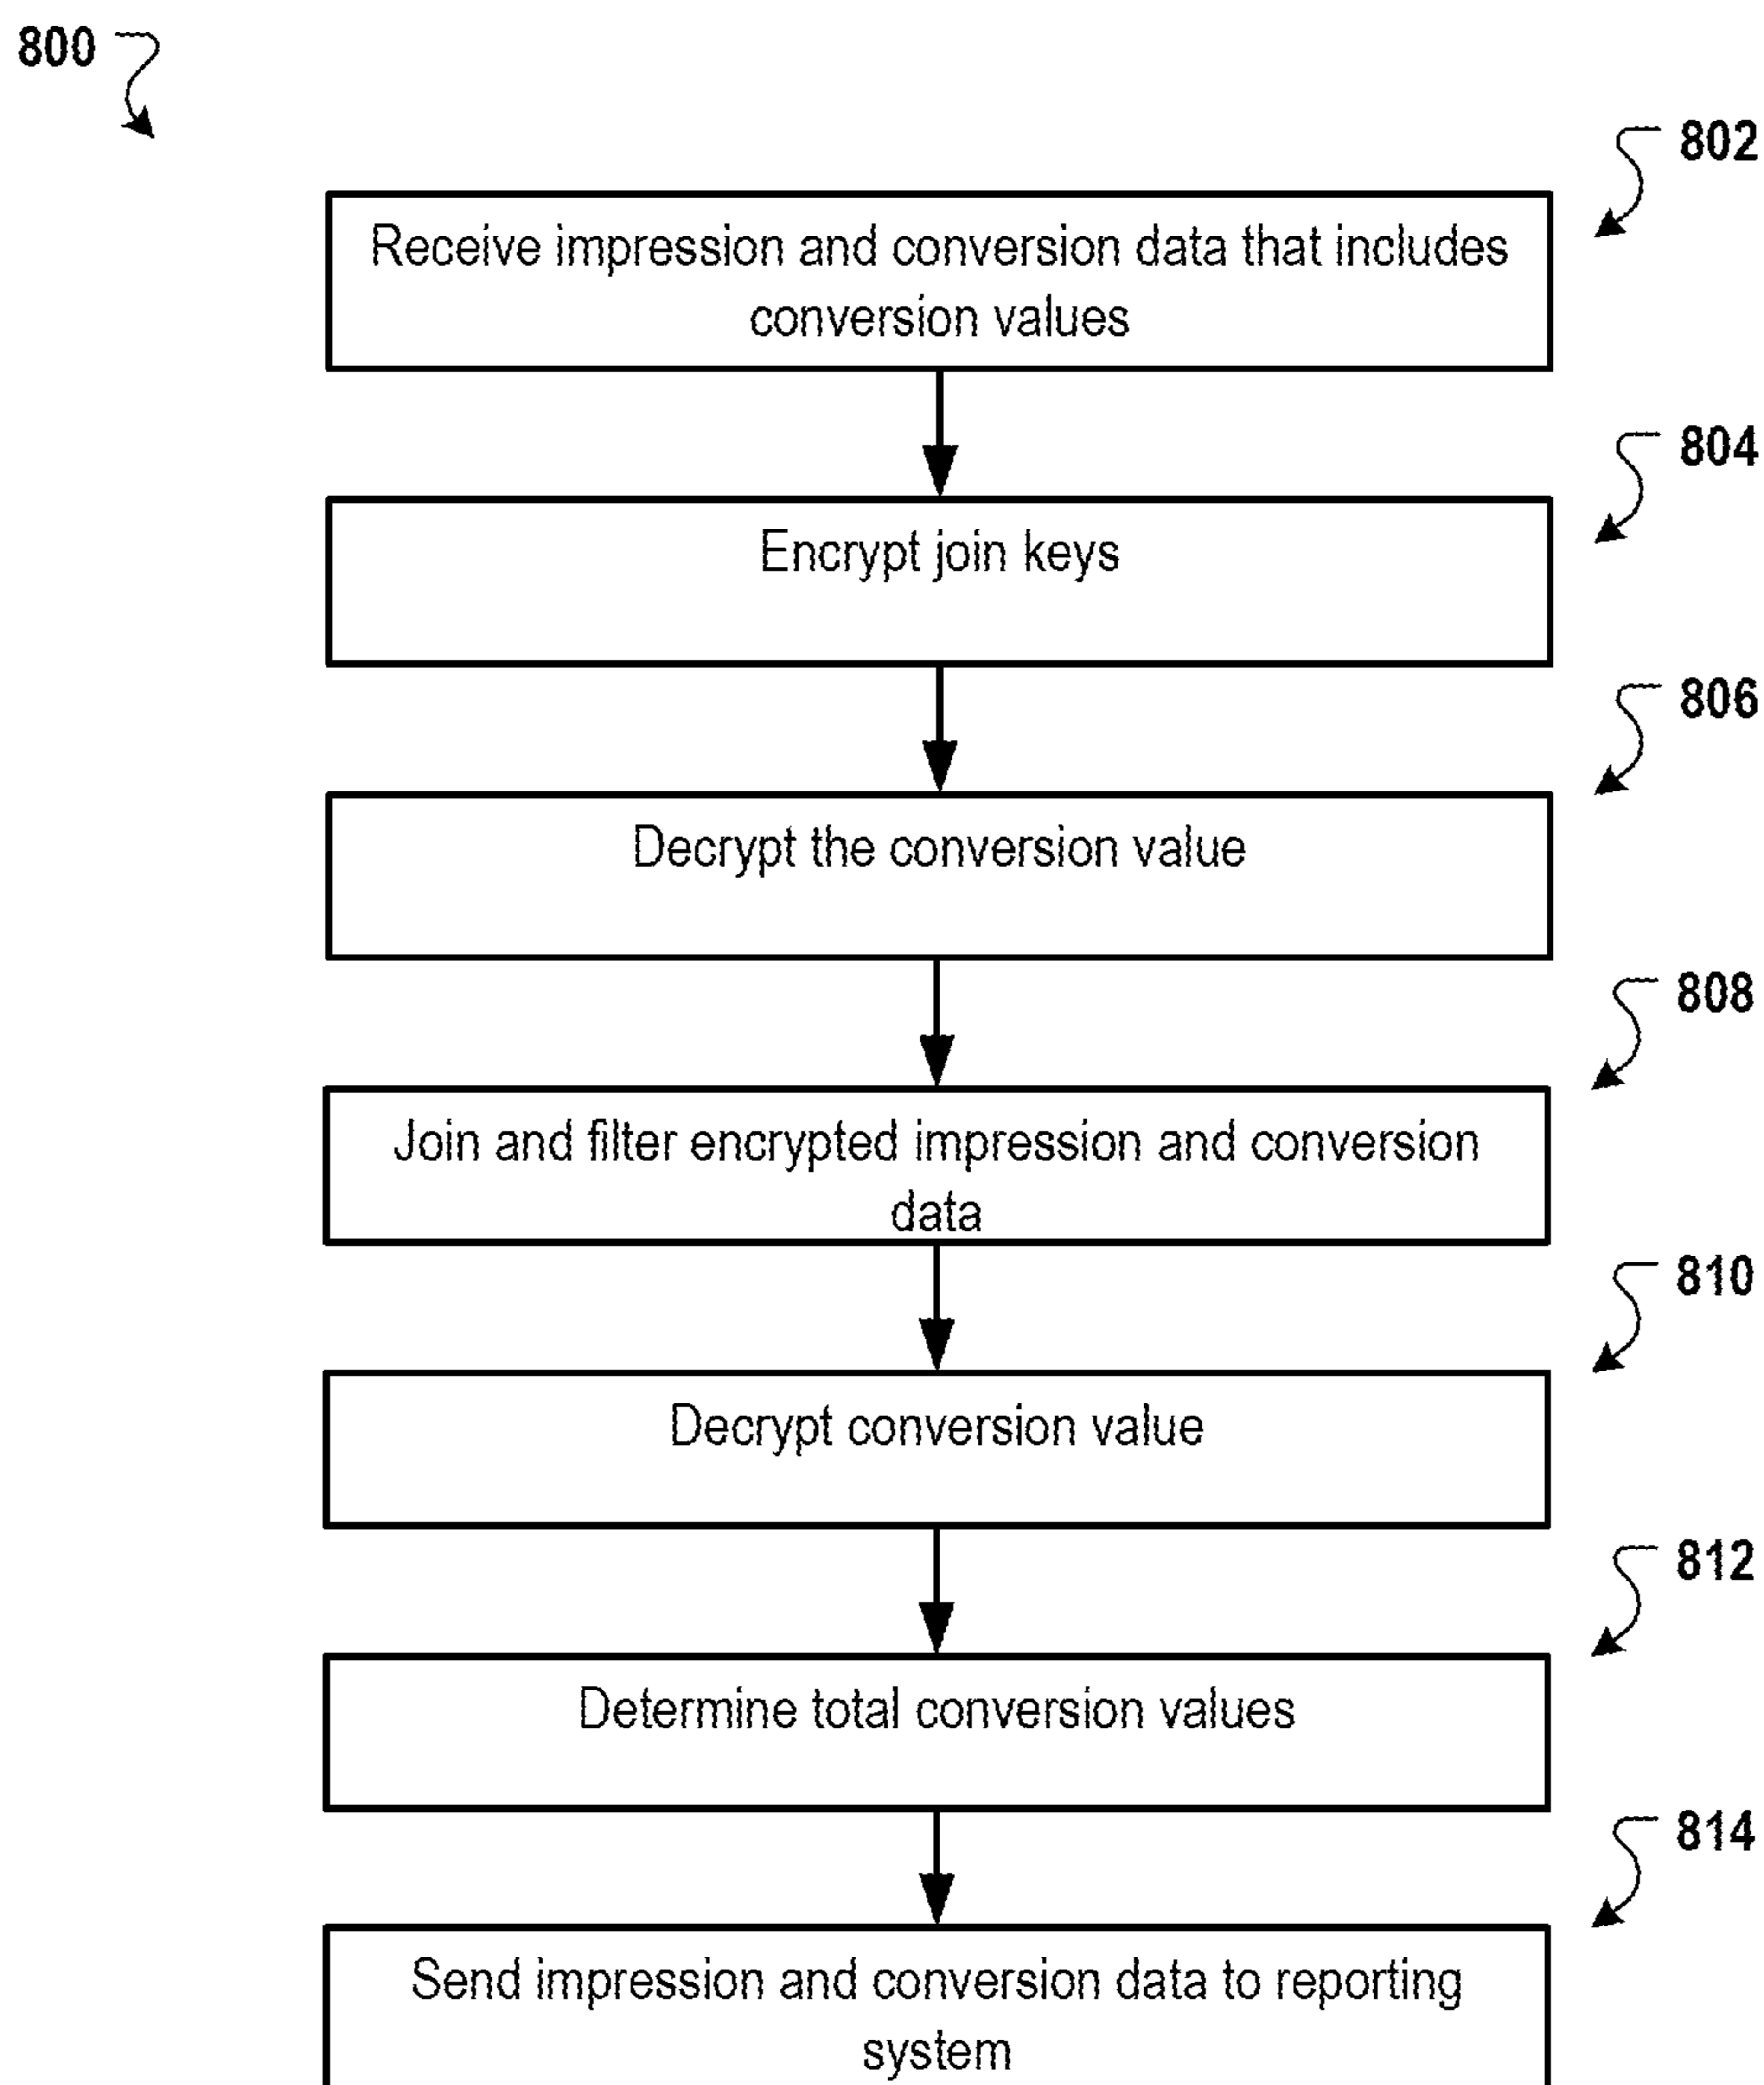 800
802
Receive impression and conversion data that includes
conversion values
804
Encrypt join keys
806
Decrypt the conversion value
808
Join and filter encrypted impression and conversion
data
810
Decrypt conversion value
812
Determine total conversion values
814
Send impression and conversion data to reporting
system